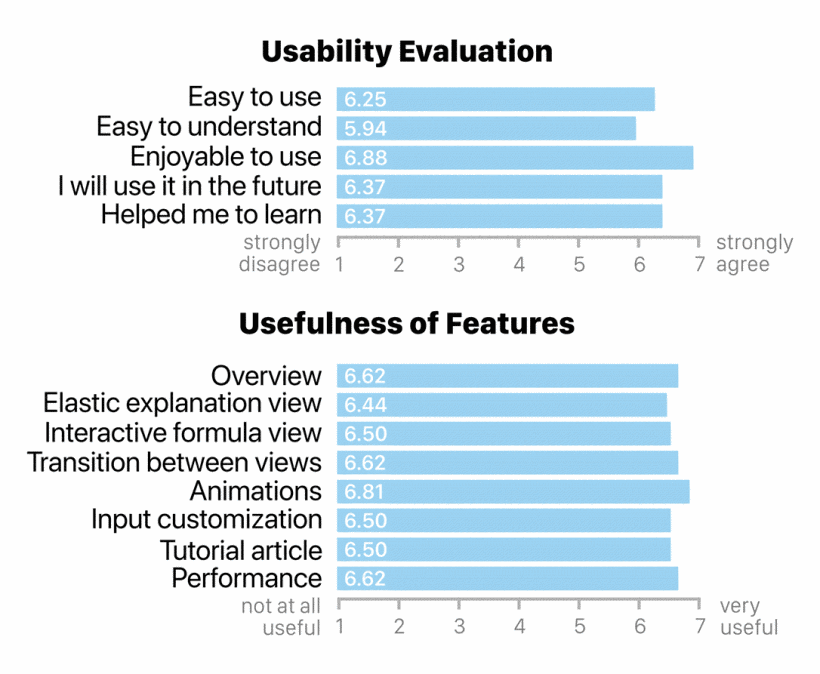 Usability Evaluation
Easy to use 6.25
Easy to understand 5.94
Enjoyable to use 6.88
I will use it in the future 6.37
Helped me to learn 6.37
strongly disagree 1 2 3 4 5 6 7 strongly agree
Usefulness of Features
Overview 6.62
Elastic explanation view 6.44
Interactive formula view 6.50
Transition between views 6.62
Animations 6.81
Input customization 6.50
Tutorial article 6.50
Performance 6.62
not at all useful 1 2 3 4 5 6 7 very useful